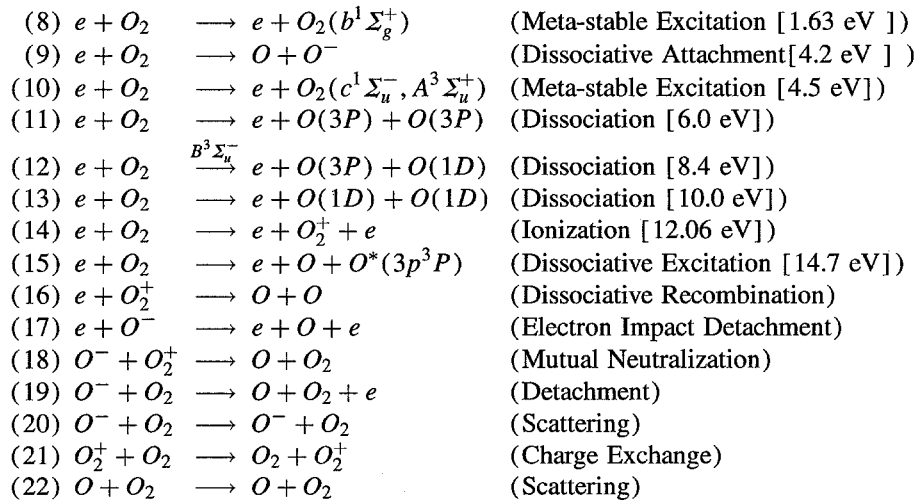 (8) e + O₂ ⟶ e + O₂(b¹Σg⁺) (Meta-stable Excitation [1.63 eV ])
(9) e + O₂ ⟶ O + O⁻ (Dissociative Attachment[4.2 eV ] )
(10) e + O₂ ⟶ e + O₂(c¹Σu⁻, A³Σu⁺) (Meta-stable Excitation [4.5 eV])
(11) e + O₂ ⟶ e + O(3P) + O(3P) (Dissociation [6.0 eV])
(12) e + O₂ B³Σu⁻ ⟶ e + O(3P) + O(1D) (Dissociation [8.4 eV])
(13) e + O₂ ⟶ e + O(1D) + O(1D) (Dissociation [10.0 eV])
(14) e + O₂ ⟶ e + O₂⁺ + e (Ionization [12.06 eV])
(15) e + O₂ ⟶ e + O + O*(3p³P) (Dissociative Excitation [14.7 eV])
(16) e + O₂⁺ ⟶ O + O (Dissociative Recombination)
(17) e + O⁻ ⟶ e + O + e (Electron Impact Detachment)
(18) O⁻ + O₂⁺ ⟶ O + O₂ (Mutual Neutralization)
(19) O⁻ + O₂ ⟶ O + O₂ + e (Detachment)
(20) O⁻ + O₂ ⟶ O⁻ + O₂ (Scattering)
(21) O₂⁺ + O₂ ⟶ O₂ + O₂⁺ (Charge Exchange)
(22) O + O₂ ⟶ O + O₂ (Scattering)